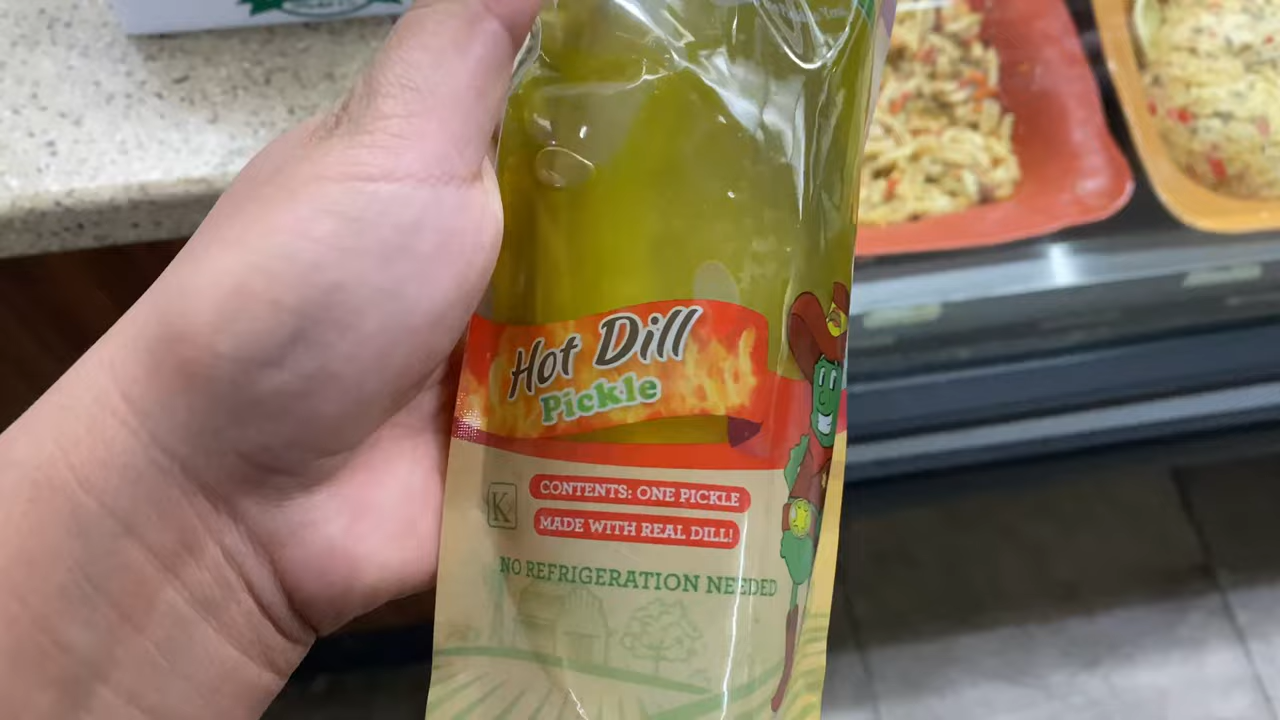 Hot Dill
Pickle
K
CONTENTS: ONE PICKLE
MADE WITH REAL DILL!
NO REFRIGERATION NEEDED